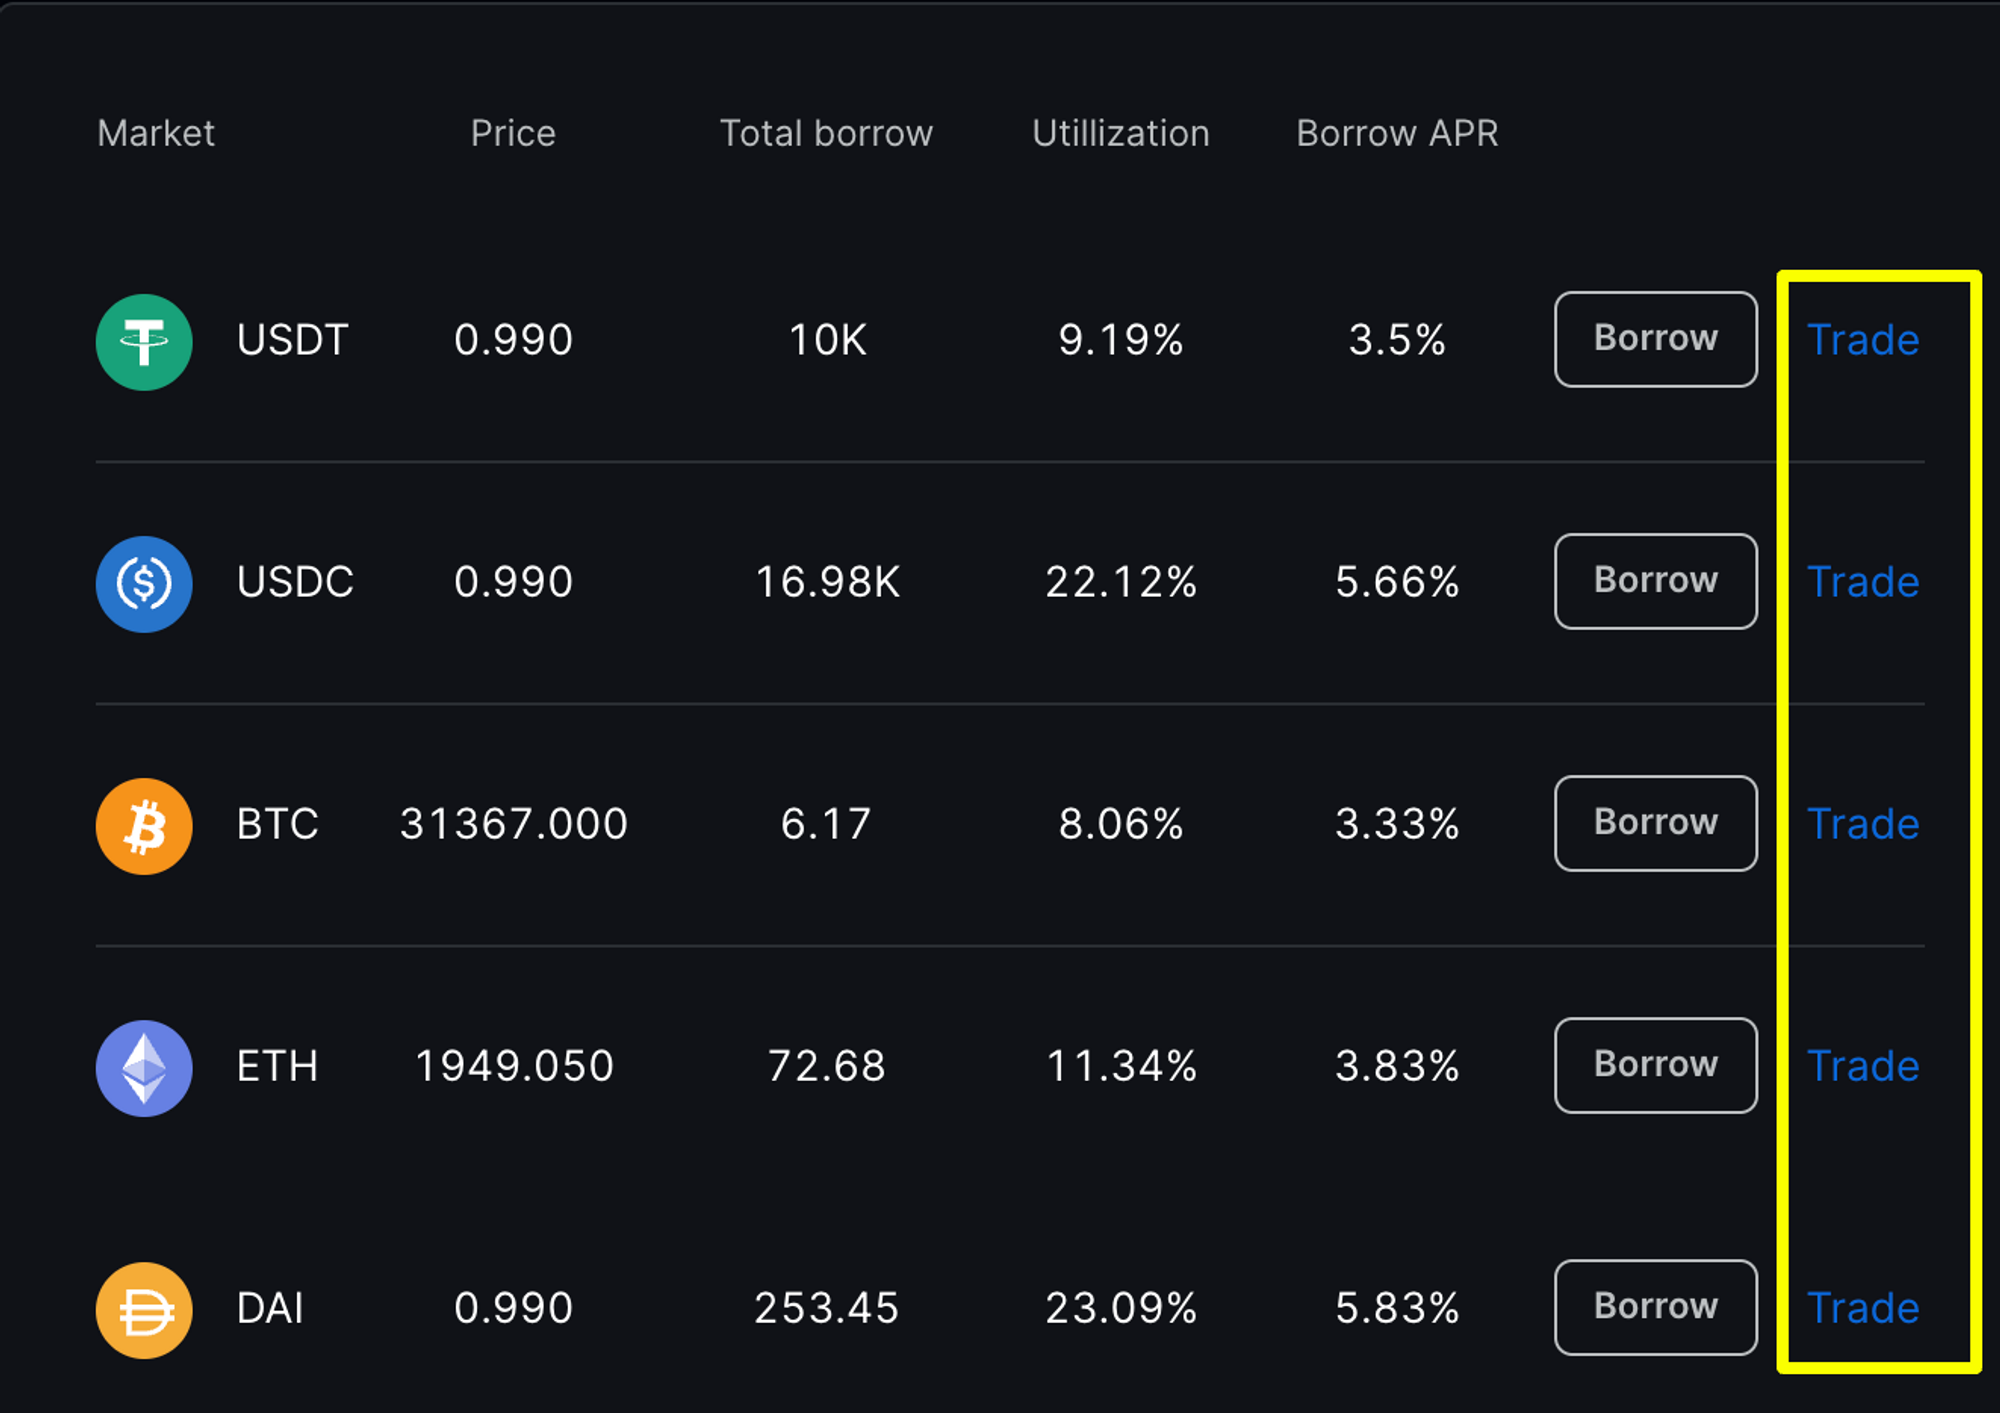 Market Price Total borrow Utillization Borrow APR
USDT 0.990 10K 9.19% 3.5% Borrow Trade
USDC 0.990 16.98K 22.12% 5.66% Borrow Trade
BTC 31367.000 6.17 8.06% 3.33% Borrow Trade
ETH 1949.050 72.68 11.34% 3.83% Borrow Trade
DAI 0.990 253.45 23.09% 5.83% Borrow Trade